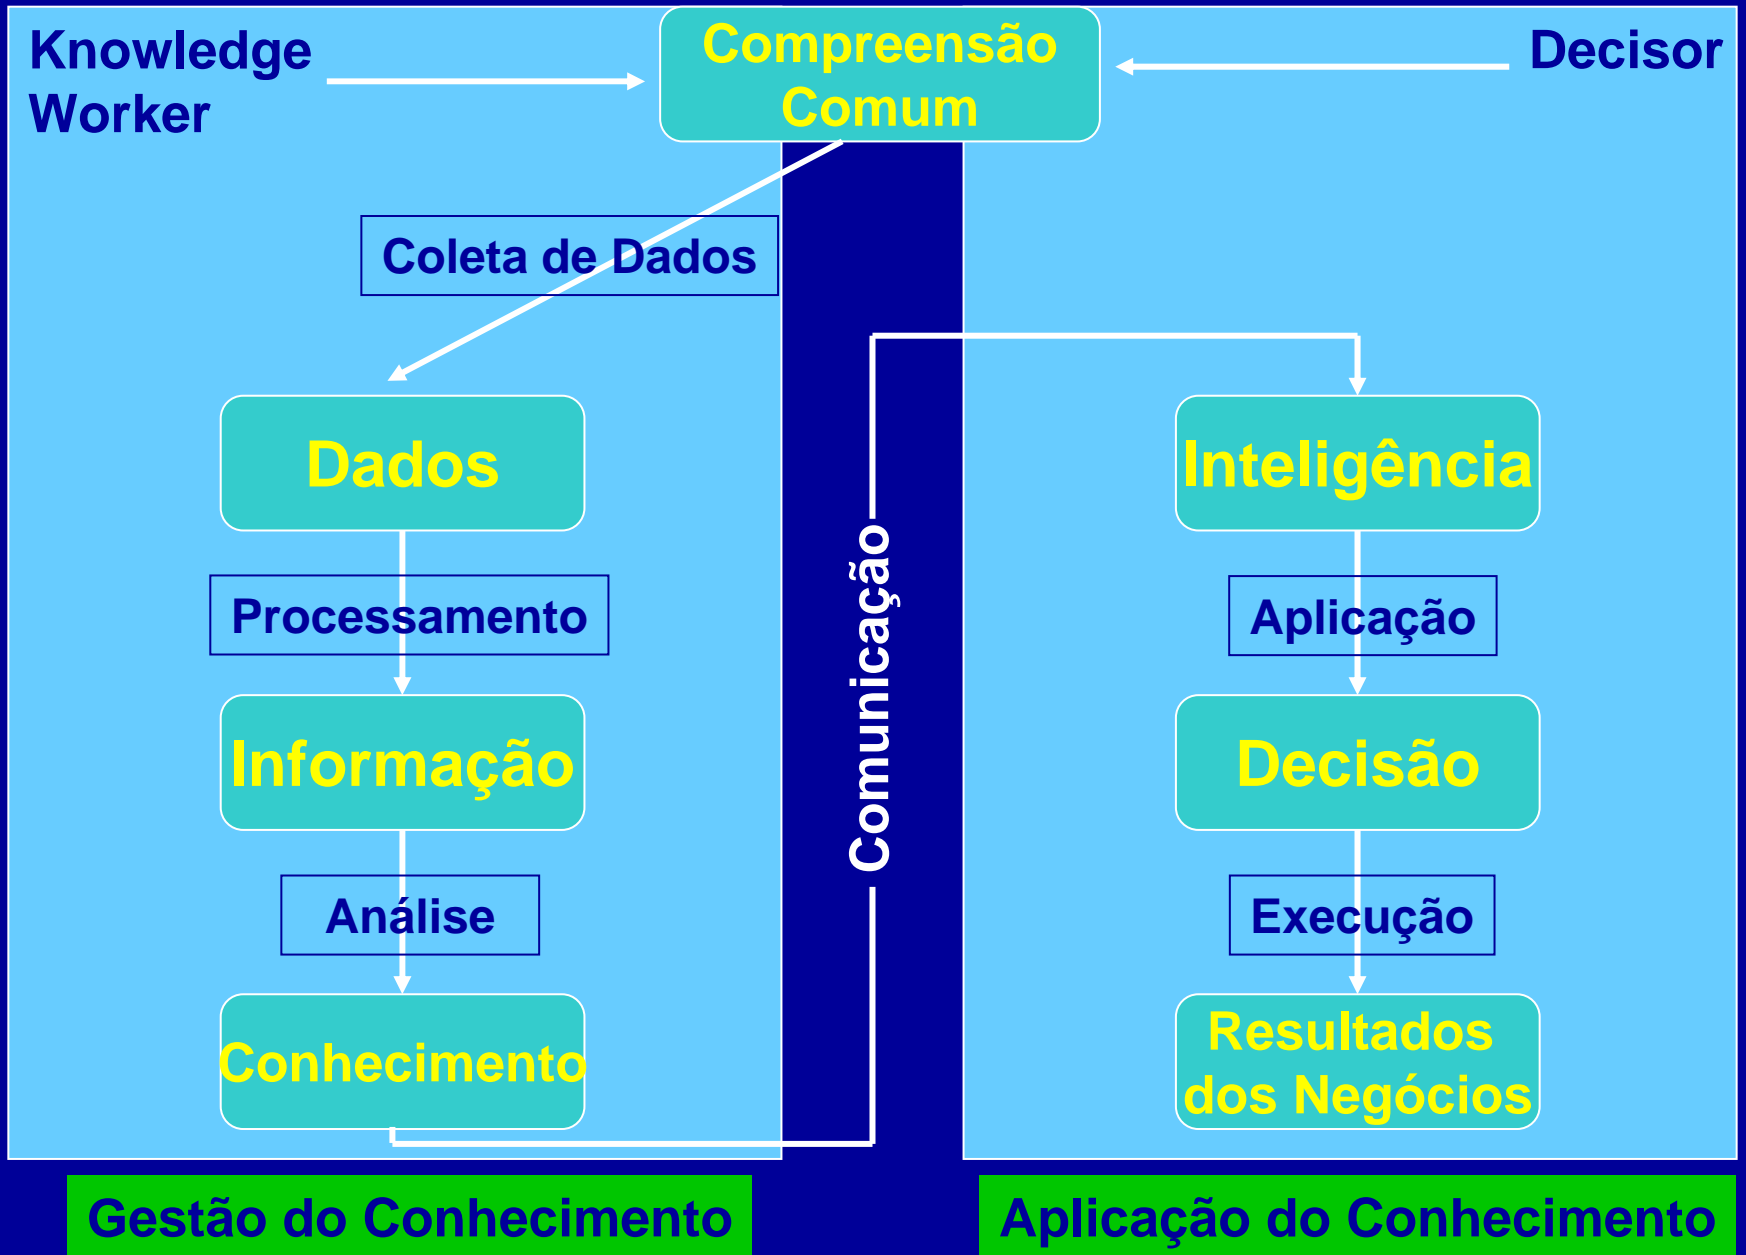 Knowledge
Worker
Compreensão
Comum
Decisor
Coleta de Dados
Dados
Processamento
Informação
Análise
Conhecimento
Comunicação
Inteligência
Aplicação
Decisão
Execução
Resultados
dos Negócios
Gestão do Conhecimento
Aplicação do Conhecimento